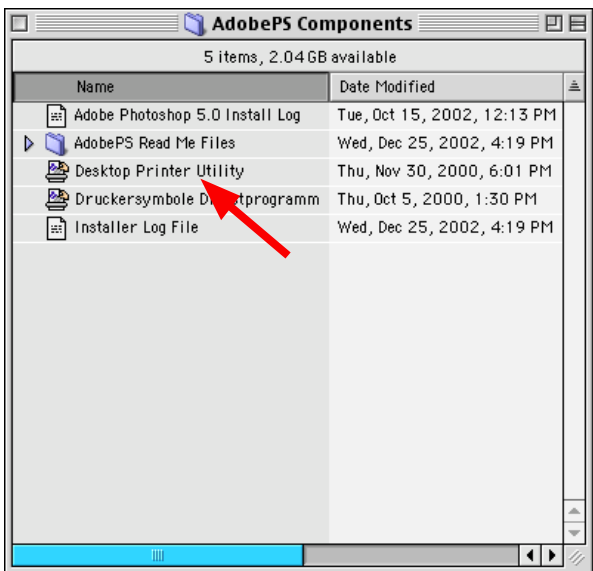 AdobePS Components
5 items, 2.04 GB available
Name Date Modified
Adobe Photoshop 5.0 Install Log Tue, Oct 15, 2002, 12:13 PM
AdobePS Read Me Files Wed, Dec 25, 2002, 4:19 PM
Desktop Printer Utility Thu, Nov 30, 2000, 6:01 PM
Druckersymbole Thu, Oct 5, 2000, 1:30 PM
Installer Log File Wed, Dec 25, 2002, 4:19 PM